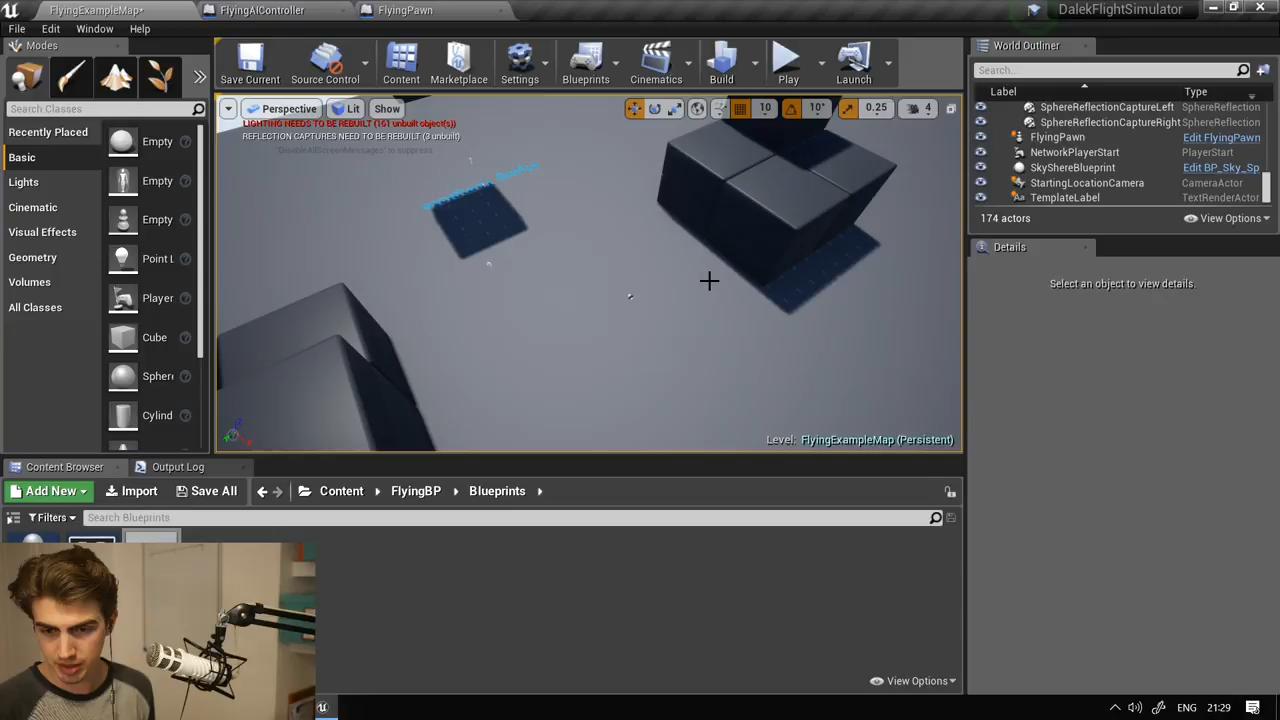 FlyingExampleMap*
FlyingAIController
FlyingPawn
DalekFlightSimulator
File
Edit
Window
Help
Modes
Search Classes
Recently Placed
Basic
Lights
Cinematic
Visual Effects
Geometry
Volumes
All Classes
Empty
Empty
Empty
Point L
Player
Cube
Spher
Cylind
Save Current
Source Control
Content
Marketplace
Settings
Blueprints
Cinematics
Build
Play
Launch
Perspective
Lit
Show
10
10°
0.25
4
LIGHTING NEEDS TO BE REBUILT (161 unbuilt object(s))
REFLECTION CAPTURES NEED TO BE REBUILT (3 unbuilt)
'DisableAllScreenMessages' to suppress
Level: FlyingExampleMap (Persistent)
World Outliner
Search...
Label
Type
SphereReflectionCaptureLeft
SphereReflection
SphereReflectionCaptureRight
SphereReflection
FlyingPawn
Edit FlyingPawn
NetworkPlayerStart
PlayerStart
SkySphereBlueprint
Edit BP_Sky_Sp
StartingLocationCamera
CameraActor
TemplateLabel
TextRenderActor
174 actors
View Options
Details
Select an object to view details.
Content Browser
Output Log
Add New
Import
Save All
Content
FlyingBP
Blueprints
Filters
Search Blueprints
View Options
ENG
21:29